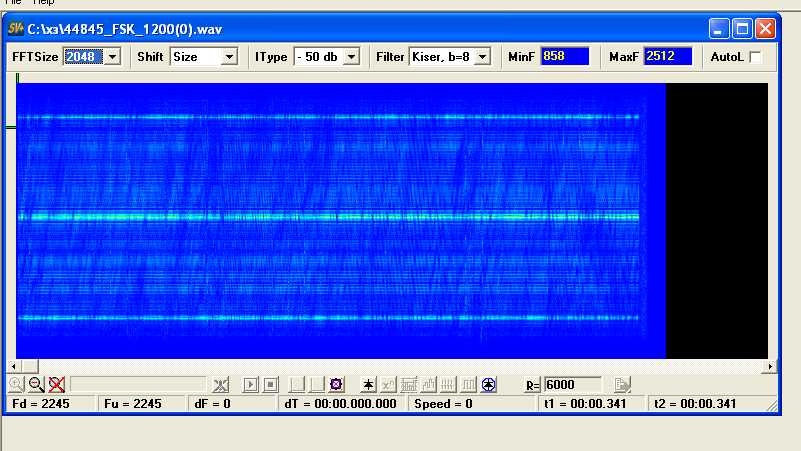 File Help
SV+ C:\xa\44845_FSK_1200(0).wav
FFTSize 2048 Shift Size IType - 50 db Filter Kiser, b=8 MinF 858 MaxF 2512 AutoL
R= 6000
Fd = 2245 Fu = 2245 dF = 0 dT = 00:00.000.000 Speed = 0 t1 = 00:00.341 t2 = 00:00.341